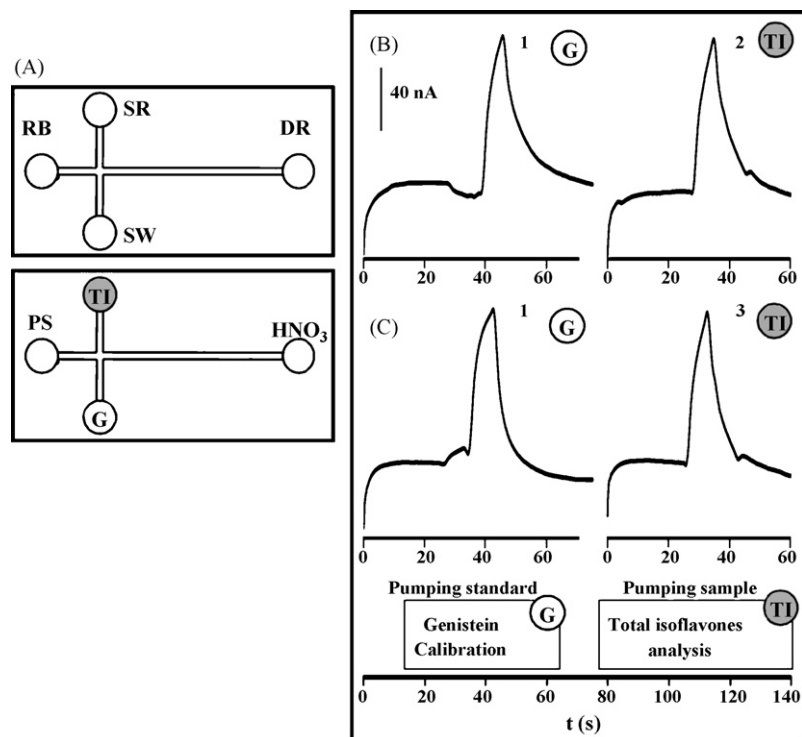 (A)
SR
RB
DR
SW
TI
PS
HNO₃
G
(B)
1
G
2
TI
40 nA
0 20 40 60
0 20 40 60
(C)
1
G
3
TI
0 20 40 60
0 20 40 60
Pumping standard
Pumping sample
G
TI
Genistein
Calibration
Total isoflavones
analysis
0 20 40 60 80 100 120 140
t (s)